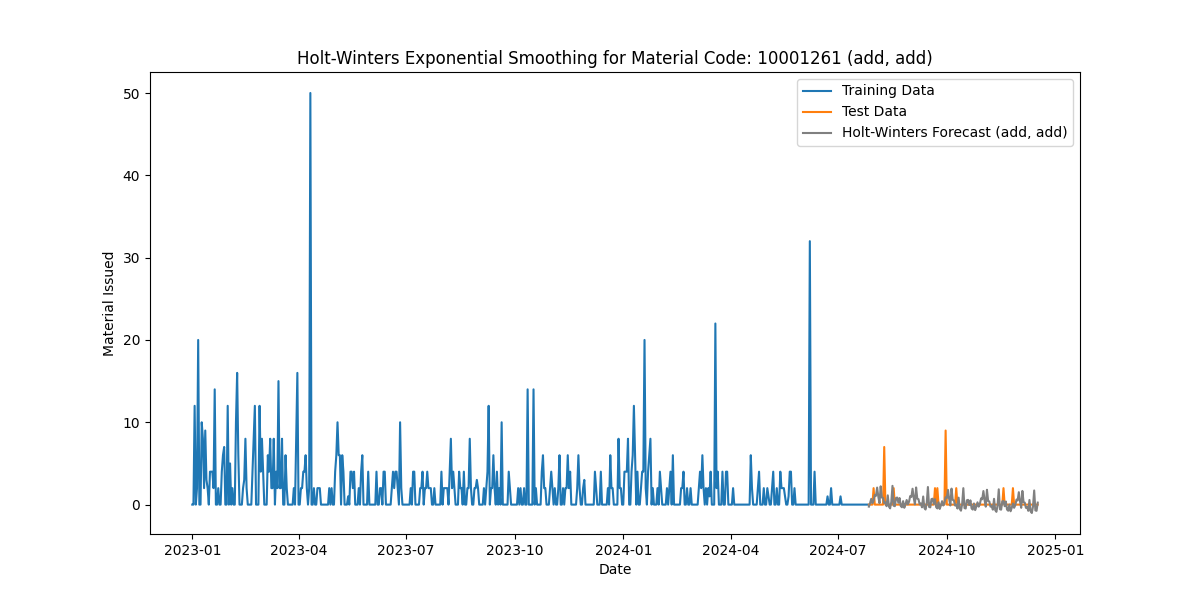 Holt-Winters Exponential Smoothing for Material Code: 10001261 (add, add)
Training Data
Test Data
Holt-Winters Forecast (add, add)
Material Issued
50
40
30
20
10
0
2023-01
2023-04
2023-07
2023-10
2024-01
2024-04
2024-07
2024-10
2025-01
Date